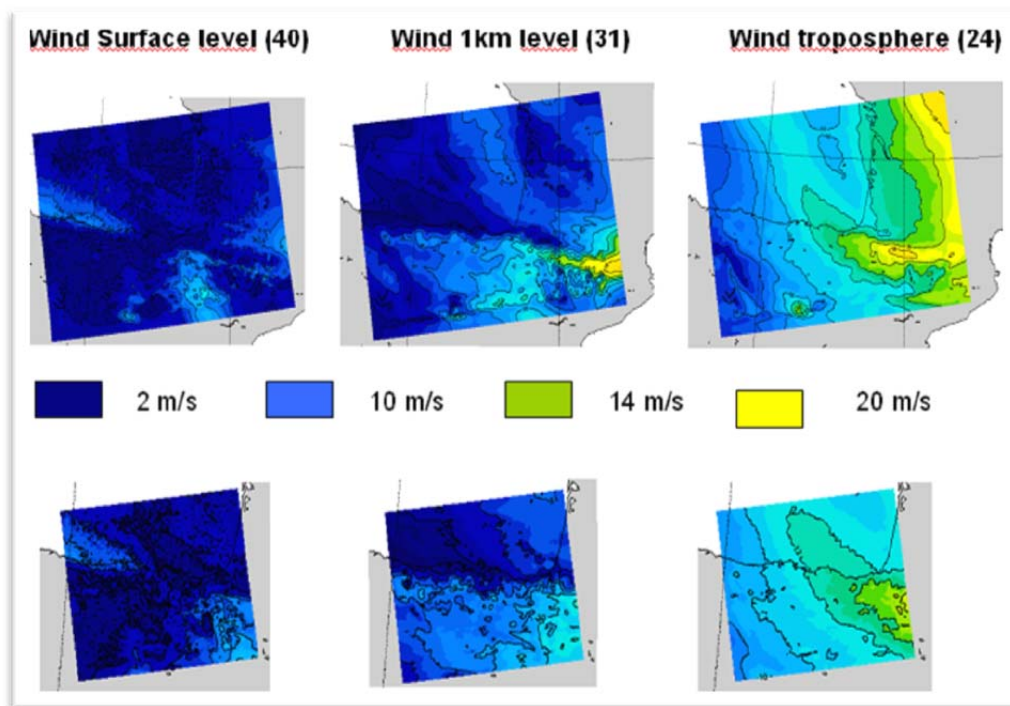 Wind Surface level (40) Wind 1km level (31) Wind troposphere (24)
2 m/s 10 m/s 14 m/s 20 m/s